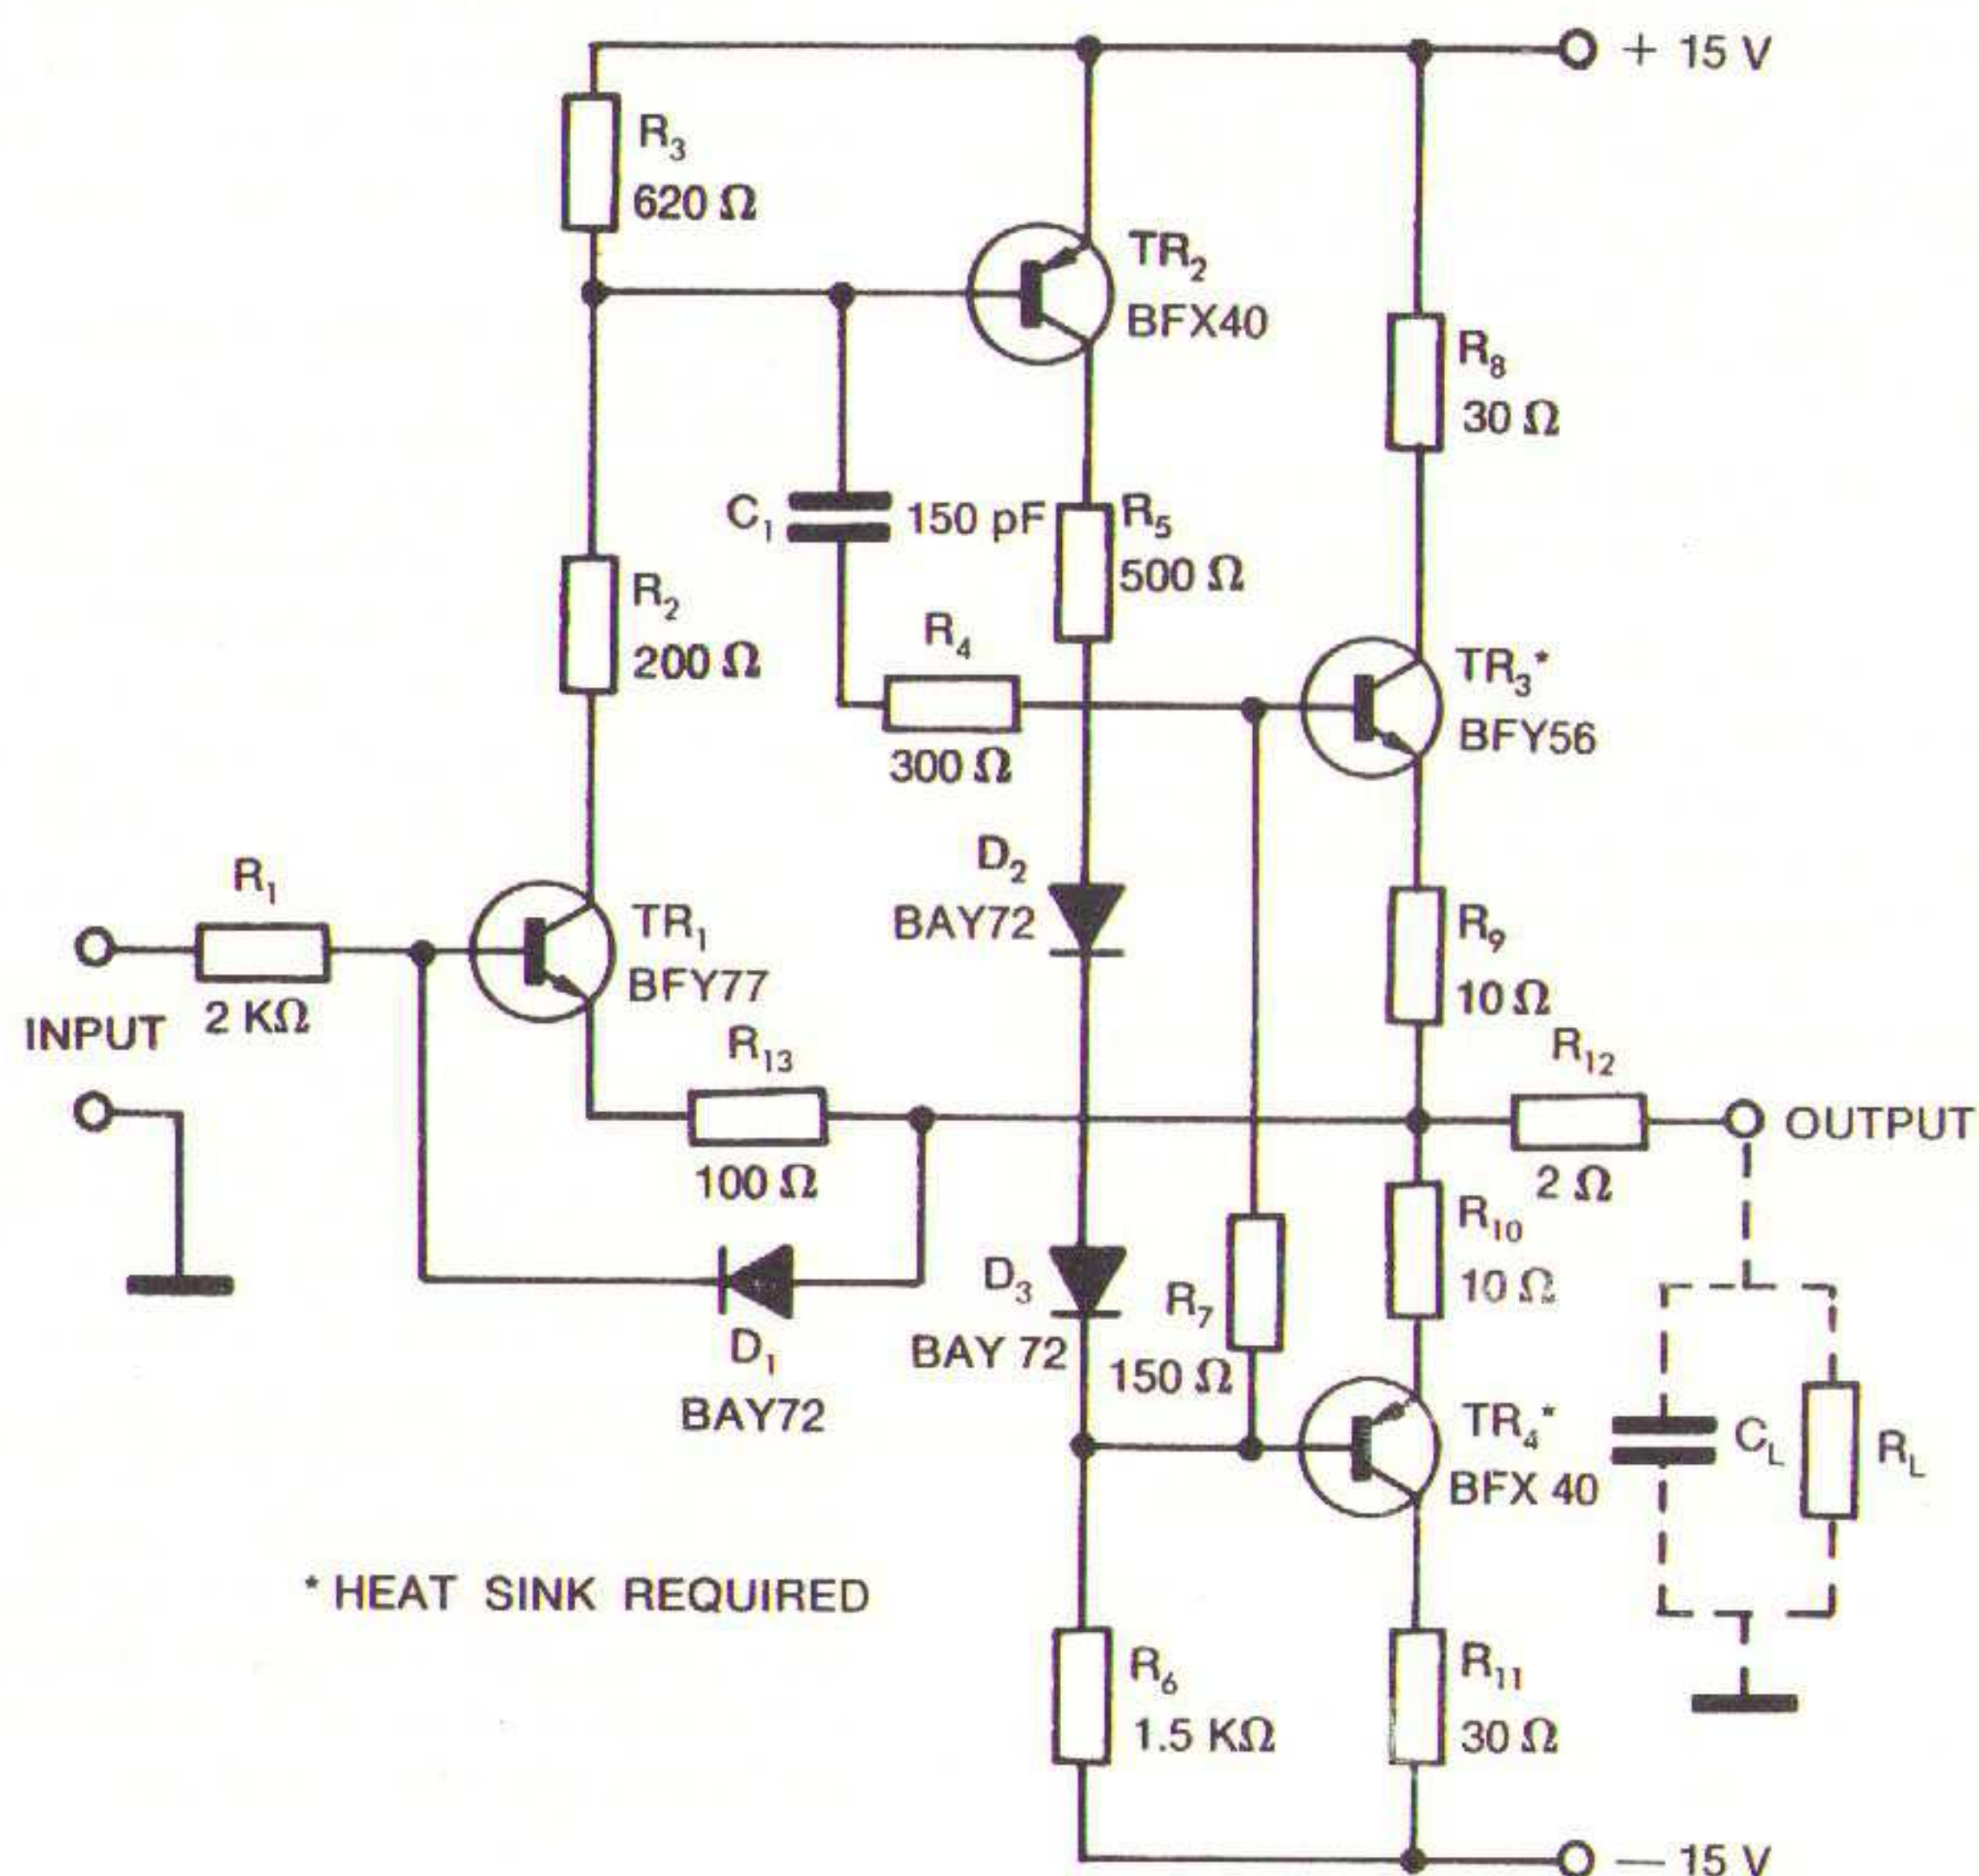 + 15 V
R₃
620 Ω
TR₂
BFX40
R₈
30 Ω
C₁
150 pF
R₅
500 Ω
R₂
200 Ω
R₄
300 Ω
TR₃*
BFY56
D₂
BAY72
R₁
2 KΩ
TR₁
BFY77
R₉
10 Ω
INPUT
R₁₃
100 Ω
R₁₂
2 Ω
OUTPUT
R₁₀
10 Ω
D₃
BAY 72
R₇
150 Ω
D₁
BAY72
TR₄*
BFX 40
C_L
R_L
* HEAT SINK REQUIRED
R₆
1.5 KΩ
R₁₁
30 Ω
— 15 V